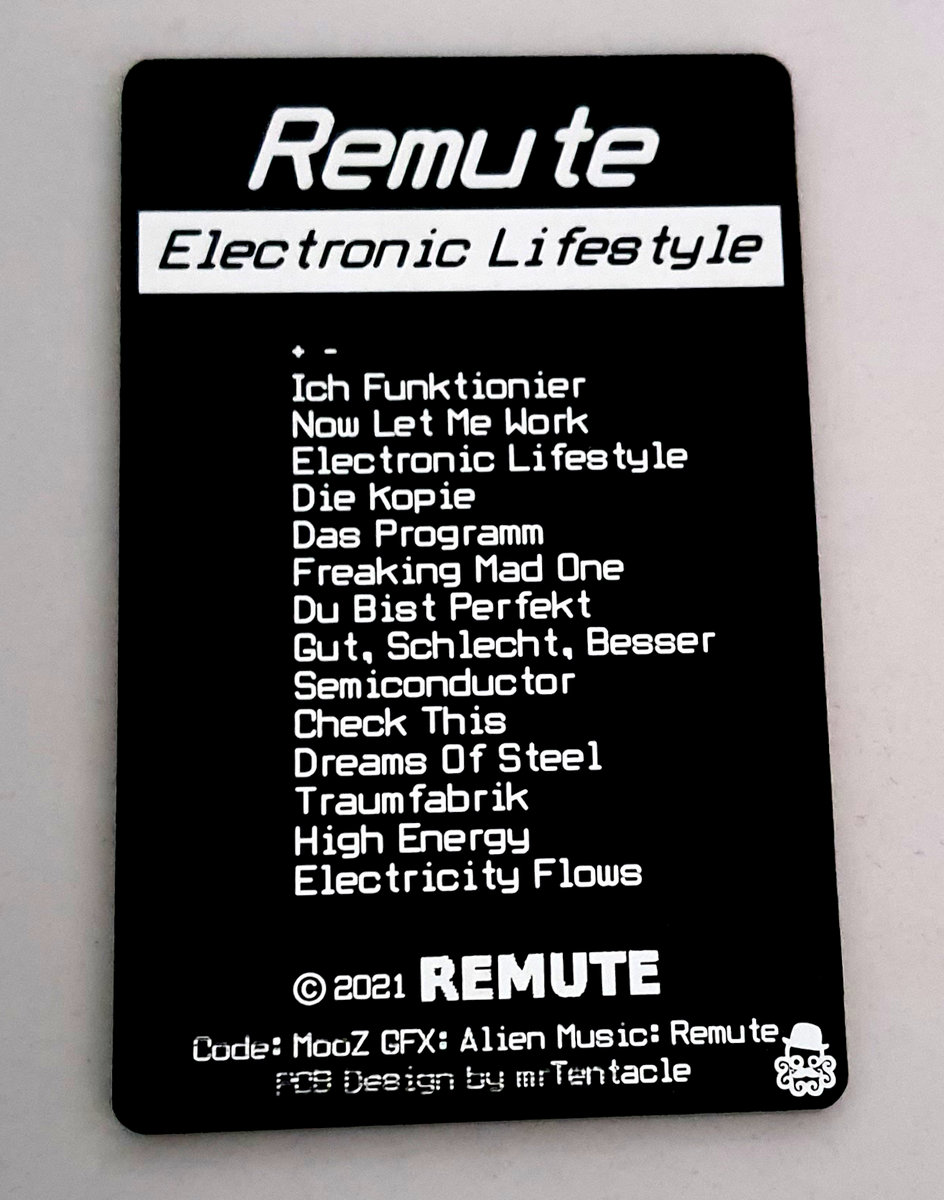 Remute
Electronic Lifestyle
+ -
Ich Funktionier
Now Let Me Work
Electronic Lifestyle
Die Kopie
Das Programm
Freaking Mad One
Du Bist Perfekt
Gut, Schlecht, Besser
Semiconductor
Check This
Dreams Of Steel
Traumfabrik
High Energy
Electricity Flows
© 2021 REMUTE
Code: MooZ GFX: Alien Music: Remute
PCB Design by mrTentacle